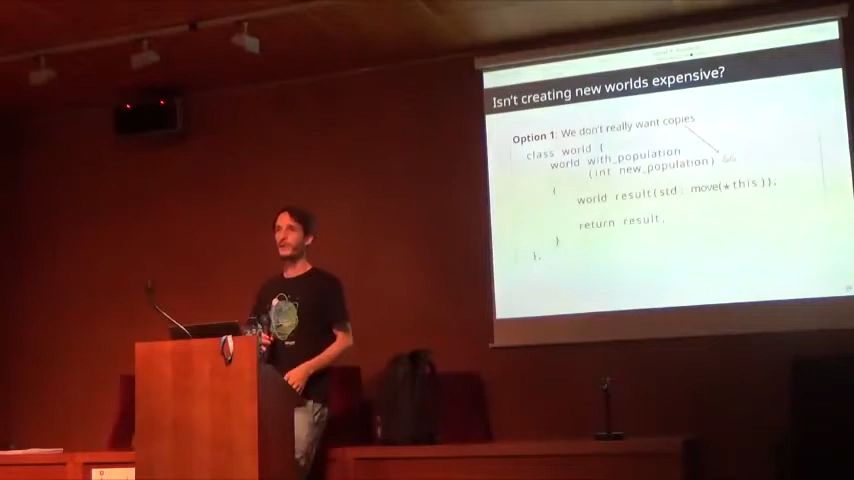 Isn't creating new worlds expensive?
Option 1: We don't really want copies
class world {
world with_population
(int new_population) &&
{
world result(std::move(*this));
return result;
}
};